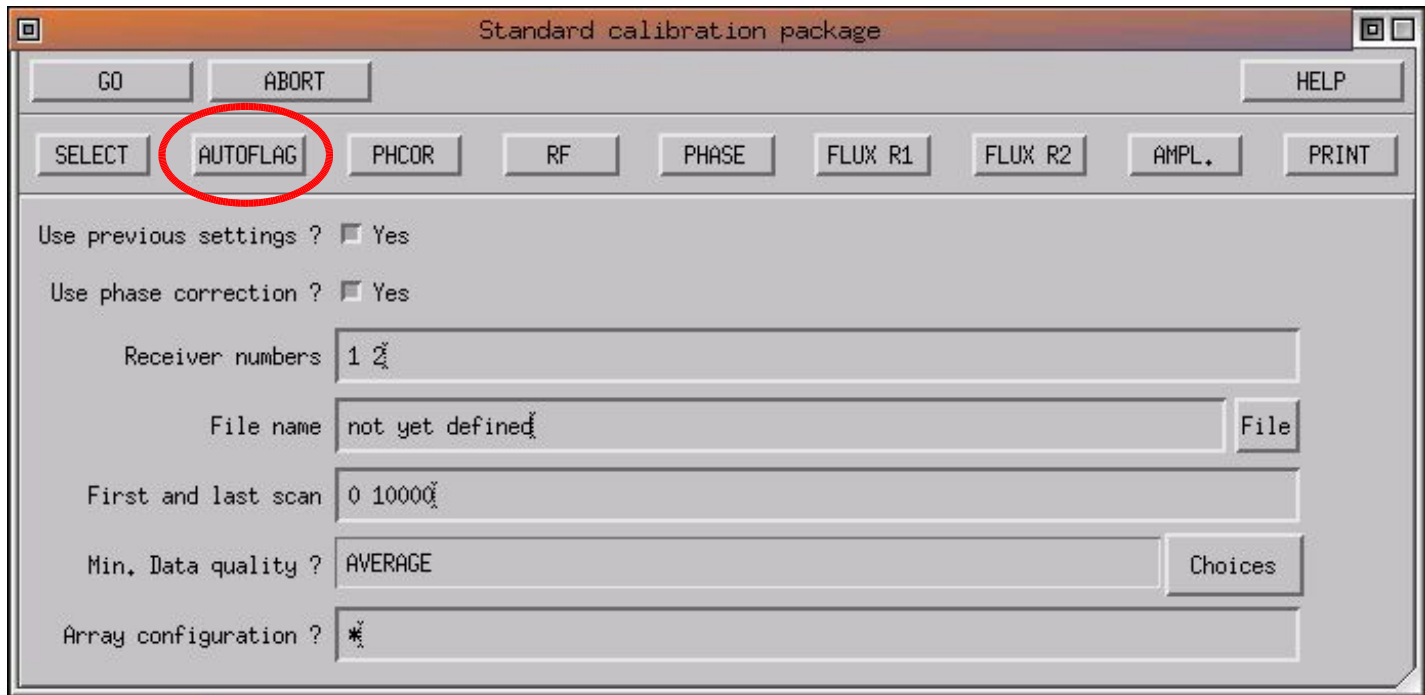 Standard calibration package
GO ABORT HELP
SELECT AUTOFLAG PHCOR RF PHASE FLUX R1 FLUX R2 AMPL. PRINT
Use previous settings ? Yes
Use phase correction ? Yes
Receiver numbers 1 2
File name not yet defined File
First and last scan 0 10000
Min. Data quality ? AVERAGE Choices
Array configuration ? *